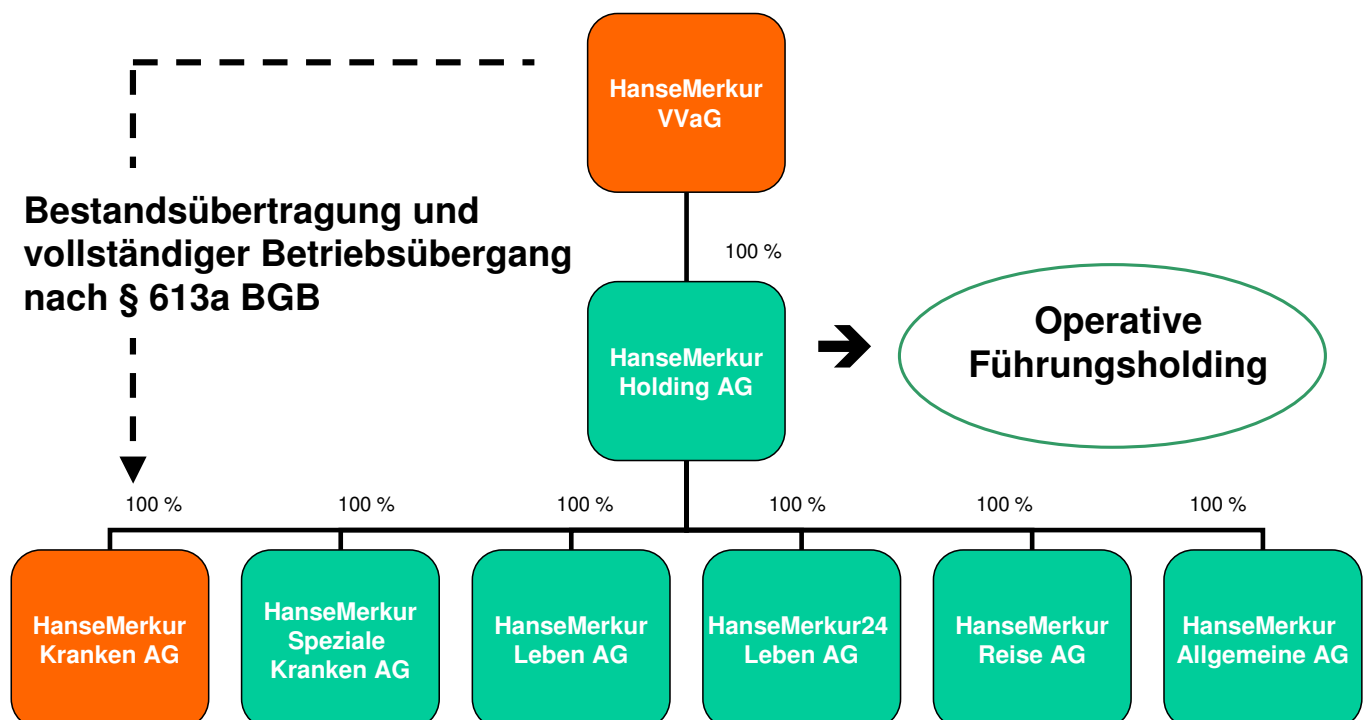 HanseMerkur
VVaG
Bestandsübertragung und
vollständiger Betriebsübergang
nach § 613a BGB
100 %
HanseMerkur
Holding AG
Operative
Führungsholding
100 %
100 %
100 %
100 %
100 %
100 %
HanseMerkur
Kranken AG
HanseMerkur
Speziale
Kranken AG
HanseMerkur
Leben AG
HanseMerkur24
Leben AG
HanseMerkur
Reise AG
HanseMerkur
Allgemeine AG